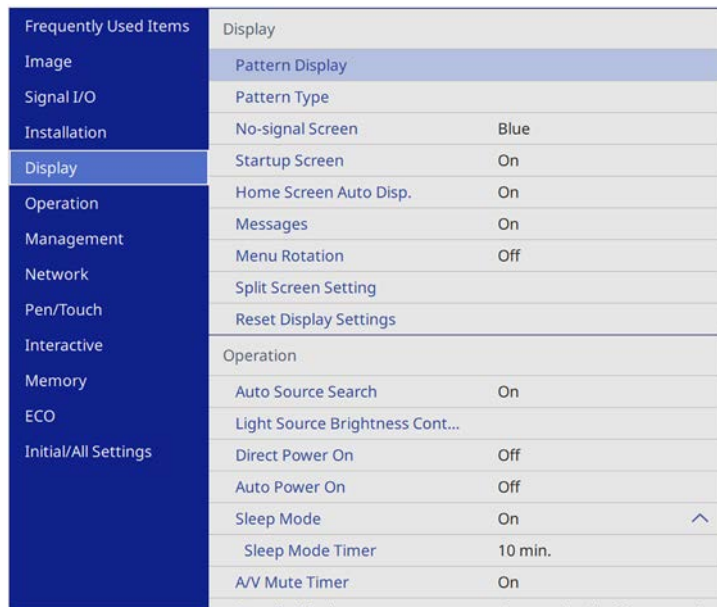 Frequently Used Items
Image
Signal I/O
Installation
Display
Operation
Management
Network
Pen/Touch
Interactive
Memory
ECO
Initial/All Settings
Display
Pattern Display
Pattern Type
No-signal Screen Blue
Startup Screen On
Home Screen Auto Disp. On
Messages On
Menu Rotation Off
Split Screen Setting
Reset Display Settings
Operation
Auto Source Search On
Light Source Brightness Cont...
Direct Power On Off
Auto Power On Off
Sleep Mode On
Sleep Mode Timer 10 min.
A/V Mute Timer On